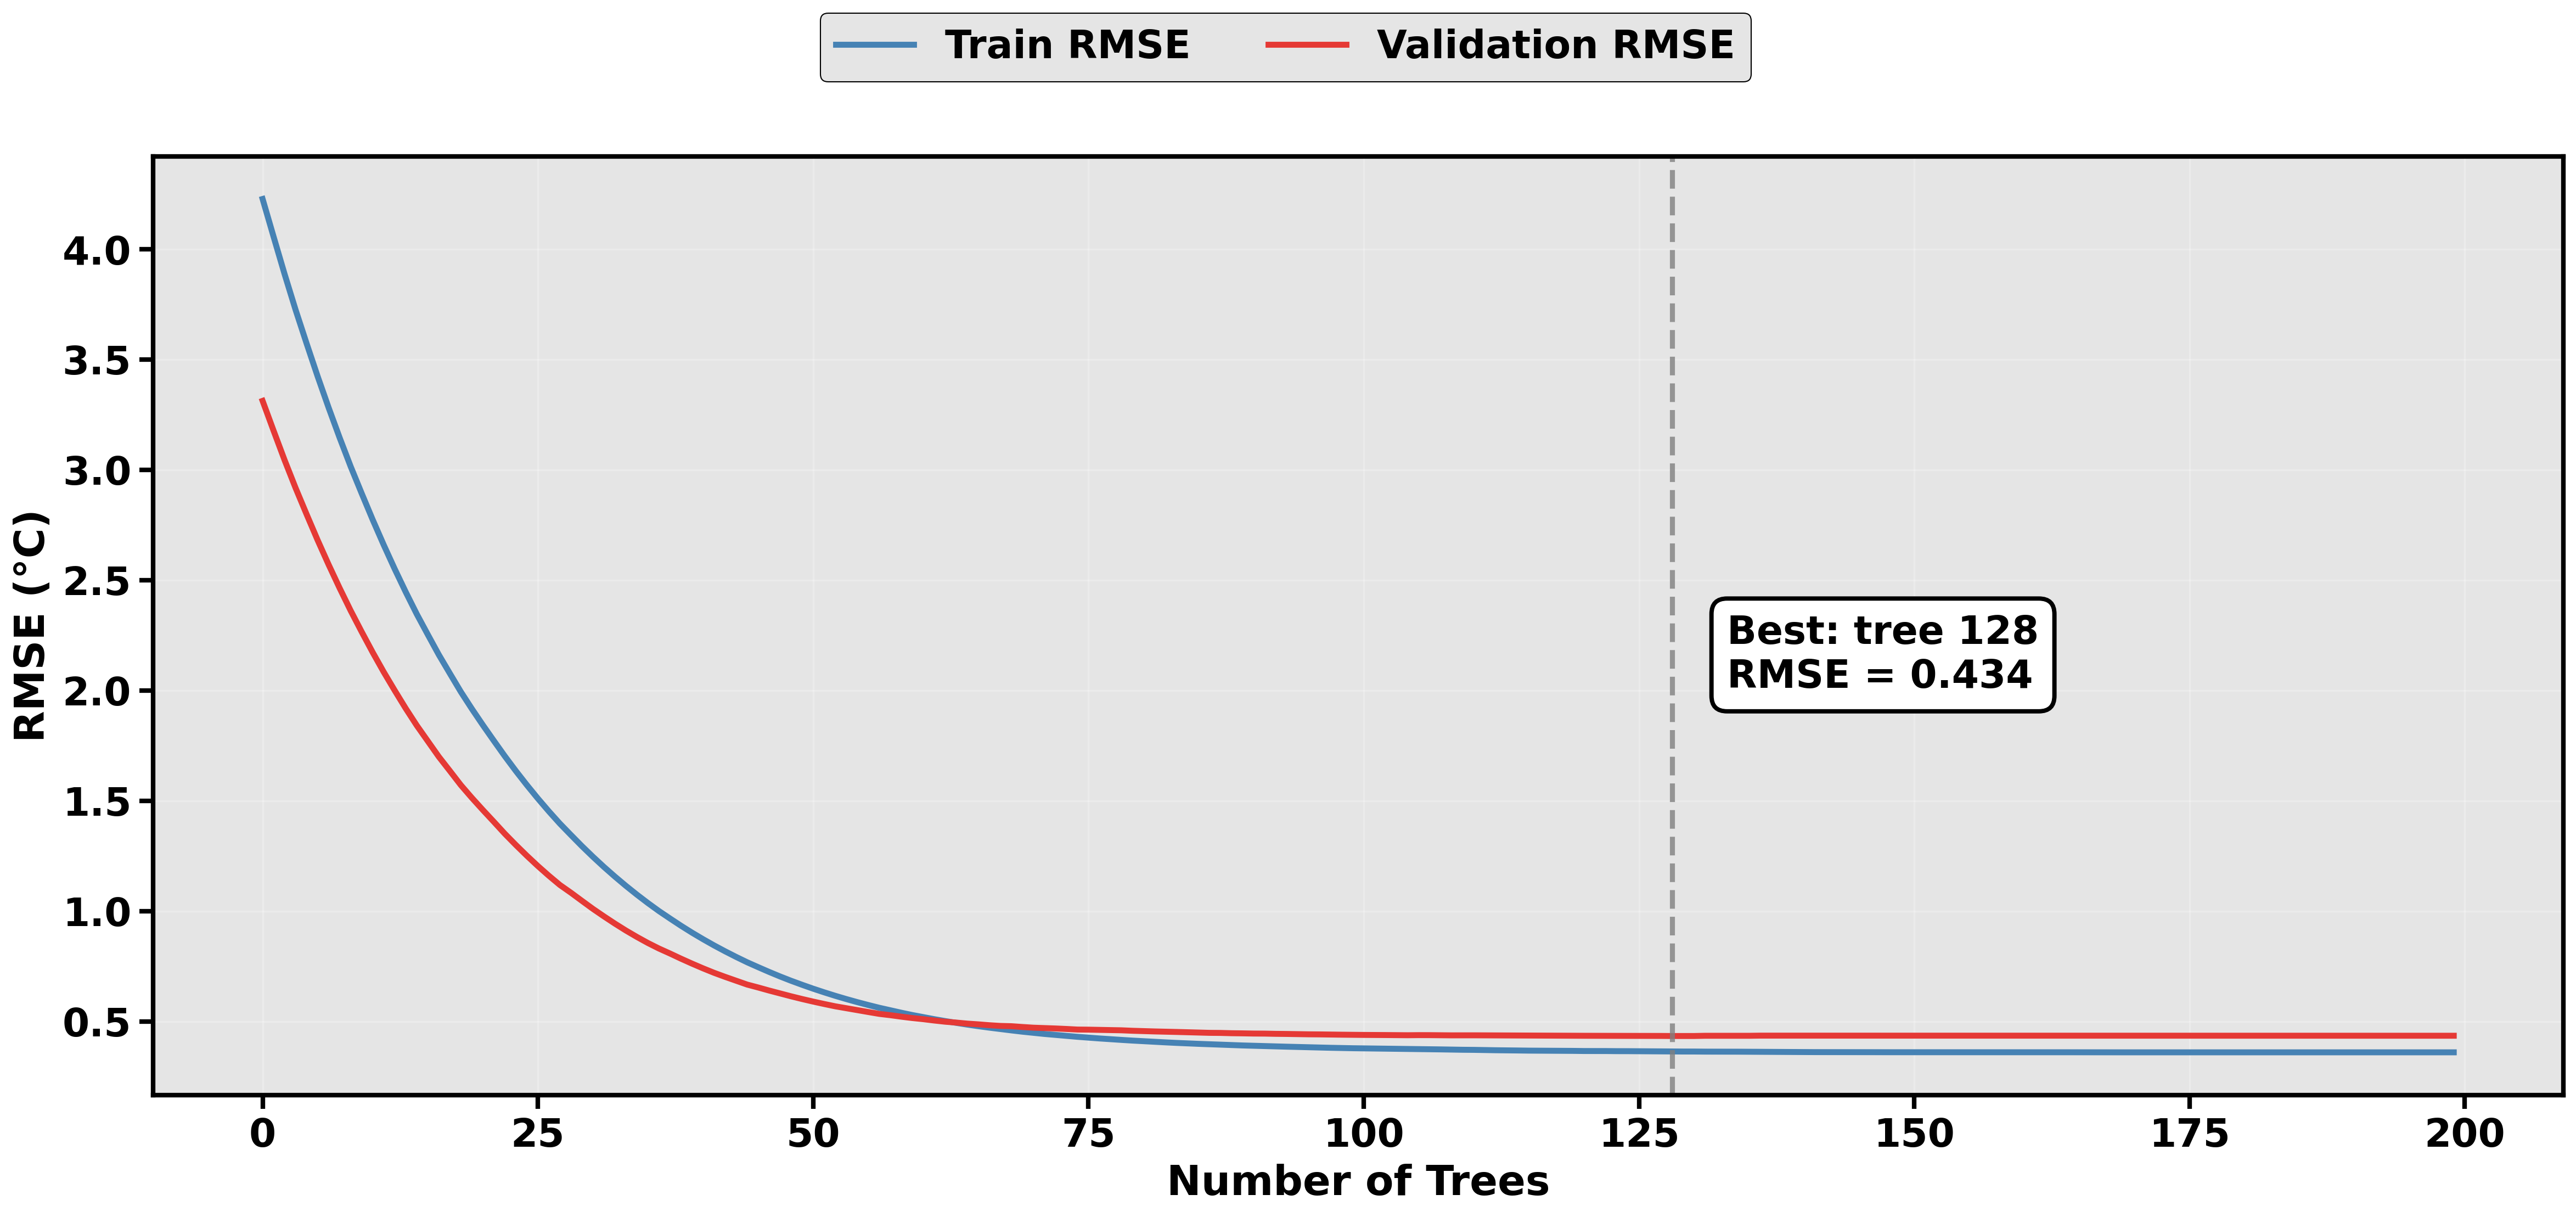 Train RMSE
Validation RMSE
RMSE (°C)
4.0
3.5
3.0
2.5
2.0
1.5
1.0
0.5
Best: tree 128
RMSE = 0.434
0 25 50 75 100 125 150 175 200
Number of Trees